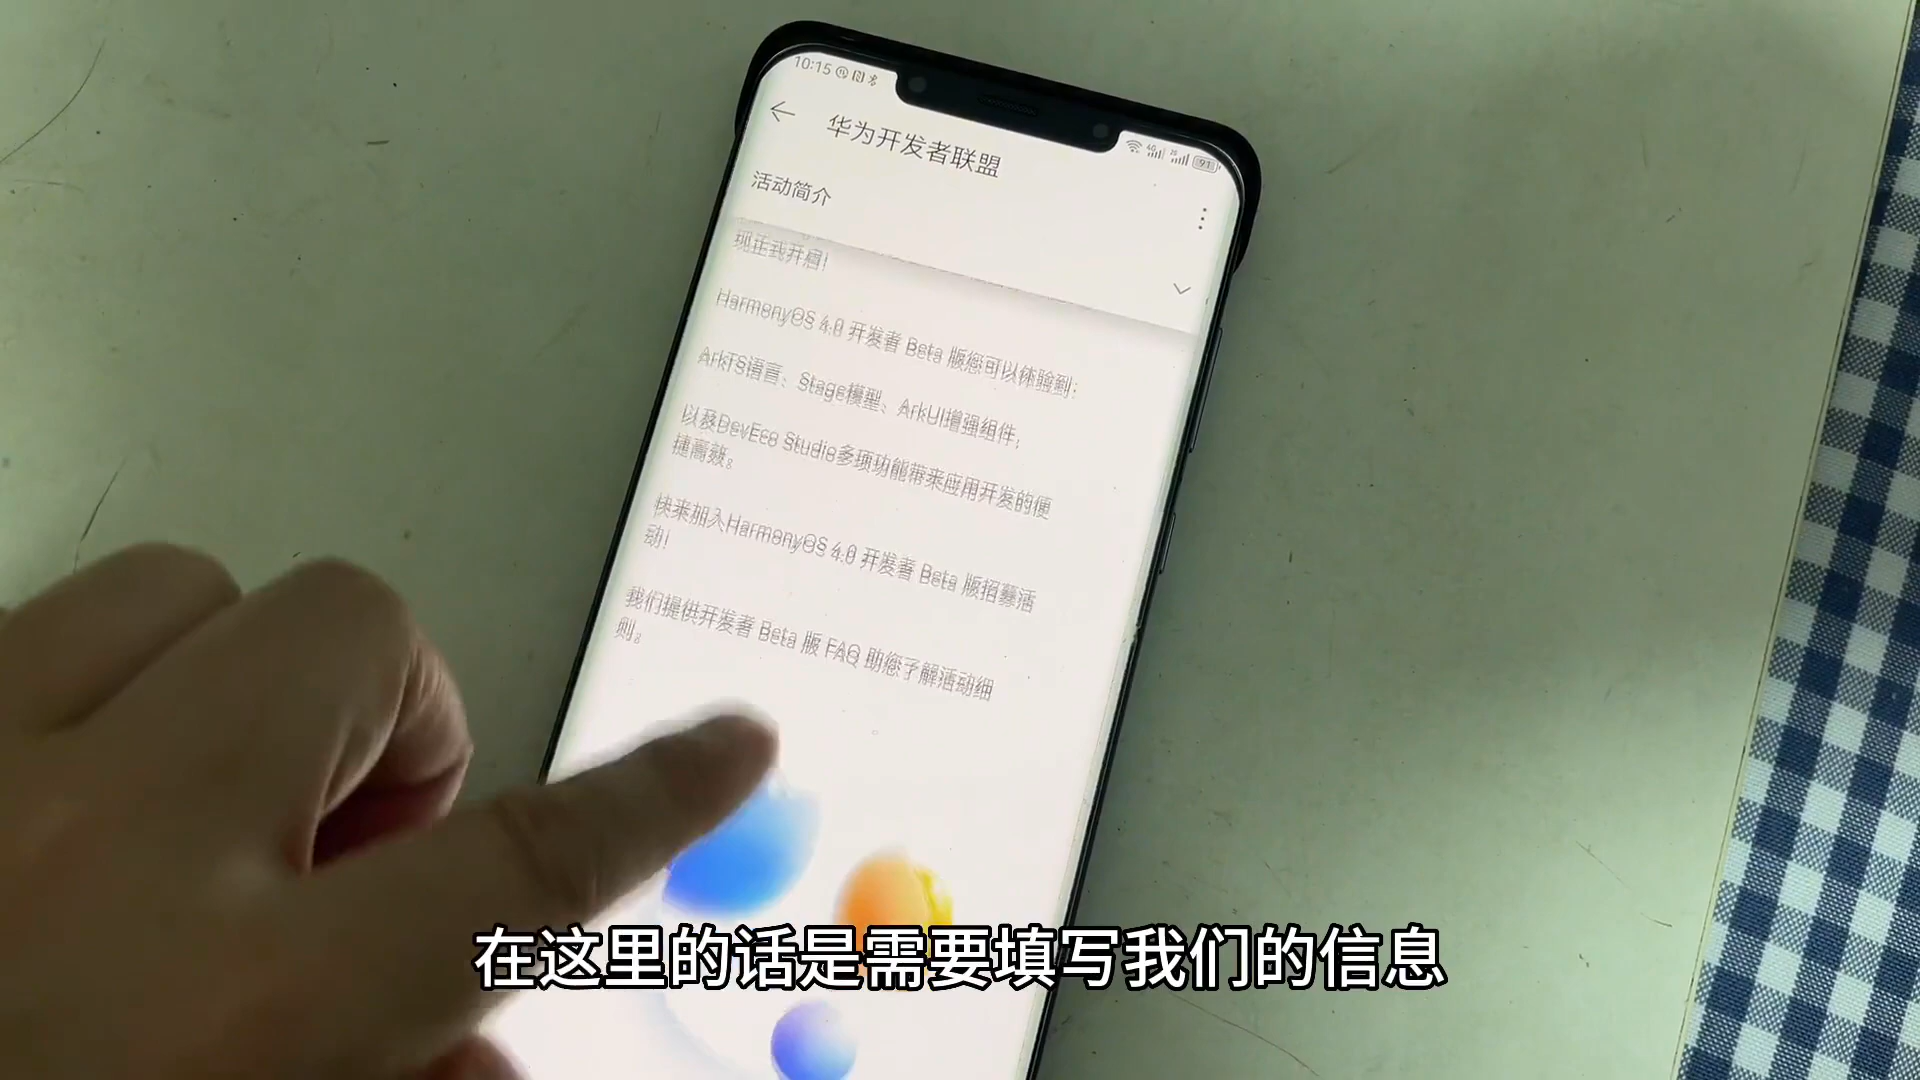 10:15
91
华为开发者联盟
活动简介
现正式开启！
HarmonyOS 4.0 开发者 Beta 版您可以体验到：
ArkTS语言、Stage模型、ArkUI增强组件，
以及DevEco Studio多项功能带来应用开发的便
捷高效。
快来加入HarmonyOS 4.0 开发者 Beta 版招募活
动！
我们提供开发者 Beta 版 FAQ 助您了解活动细
则。
在这里的话是需要填写我们的信息